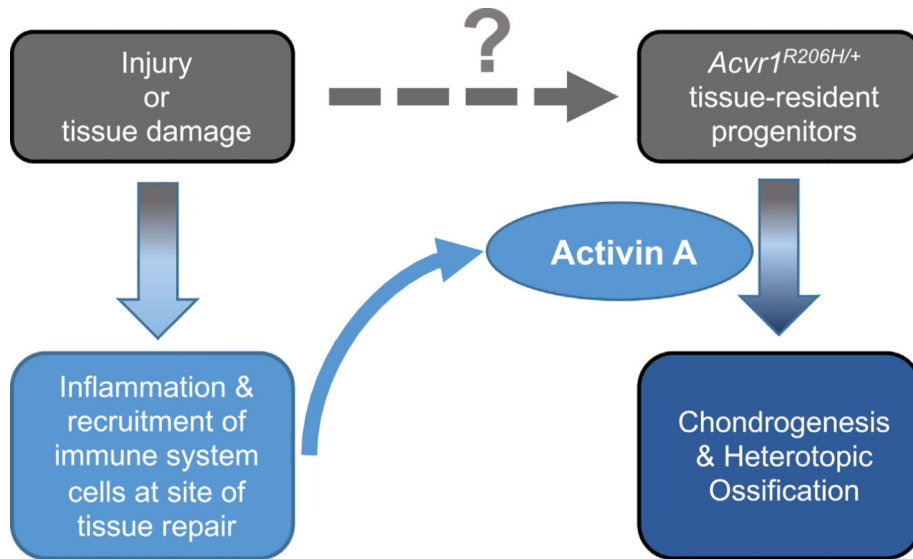 Injury
or
tissue damage
?
Acvr1R206H/+
tissue-resident
progenitors
Activin A
Inflammation &
recruitment of
immune system
cells at site of
tissue repair
Chondrogenesis
& Heterotopic
Ossification